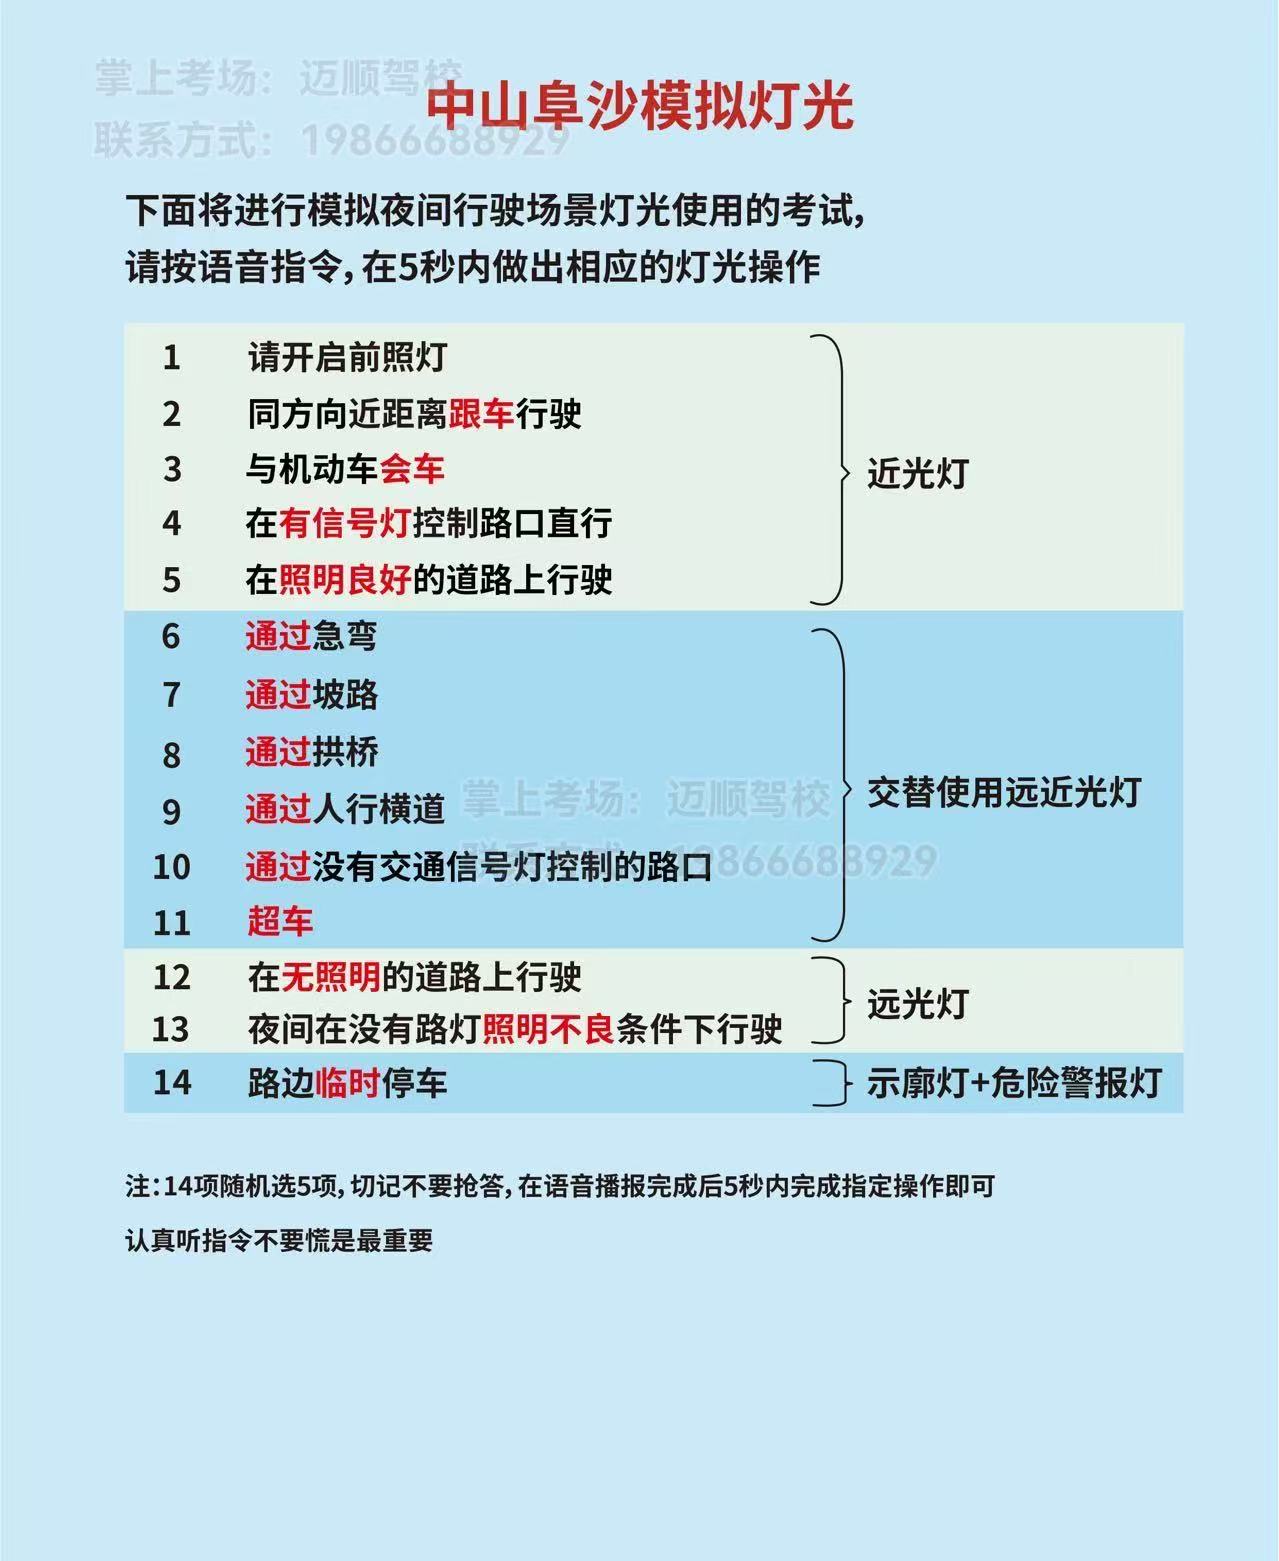 掌上考场：迈顺驾校
中山阜沙模拟灯光
联系方式：19866688929
下面将进行模拟夜间行驶场景灯光使用的考试，
请按语音指令，在5秒内做出相应的灯光操作
1 请开启前照灯
2 同方向近距离跟车行驶
3 与机动车会车
近光灯
4 在有信号灯控制路口直行
5 在照明良好的道路上行驶
6 通过急弯
7 通过坡路
8 通过拱桥
掌上考场：迈顺驾校
交替使用远近光灯
9 通过人行横道
联系方式：19866688929
10 通过没有交通信号灯控制的路口
11 超车
12 在无照明的道路上行驶
远光灯
13 夜间在没有路灯照明不良条件下行驶
14 路边临时停车 示廓灯+危险警报灯
注：14项随机选5项，切记不要抢答，在语音播报完成后5秒内完成指定操作即可
认真听指令不要慌是最重要